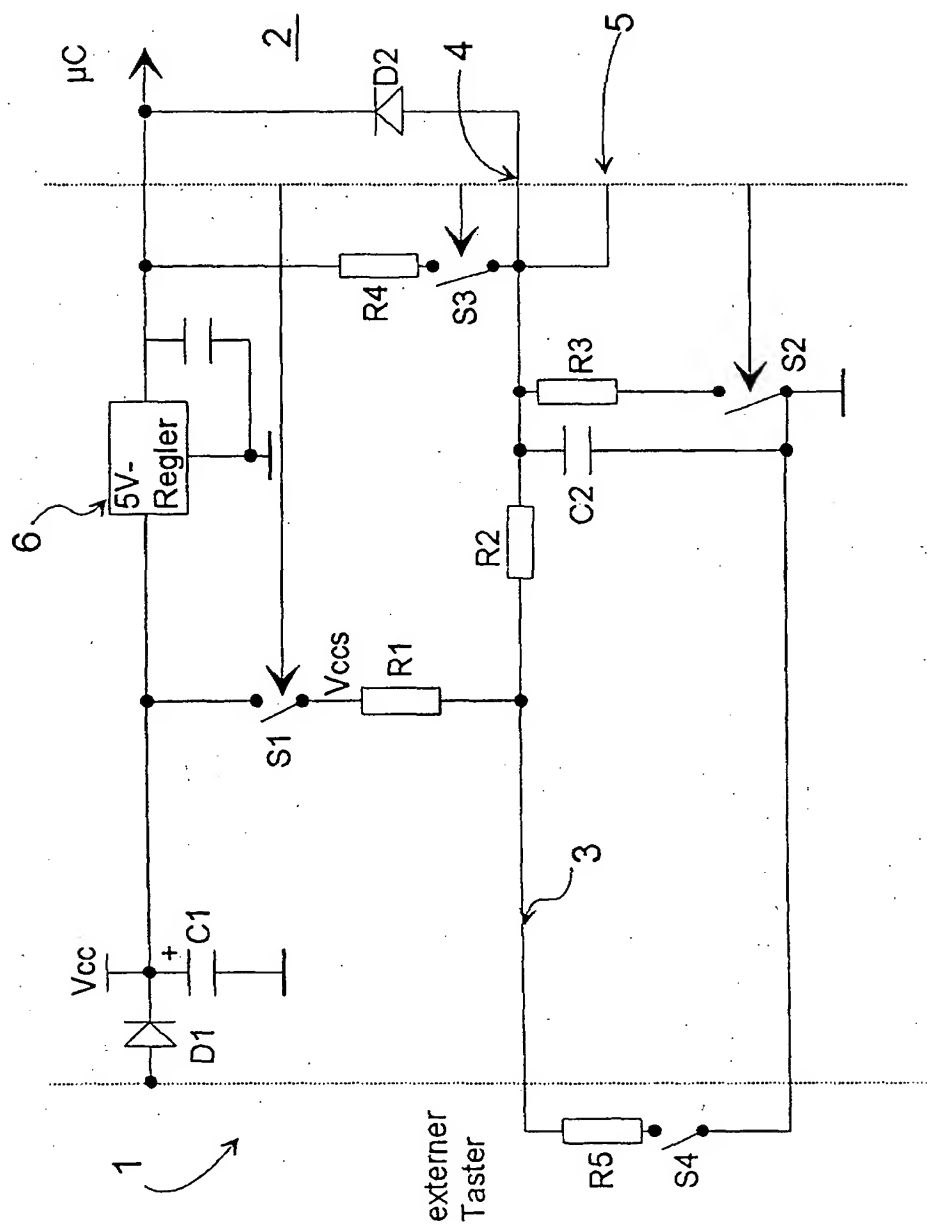 µC
2
D2
4
5
R4
S3
R3
S2
5V-
Regler
6
C2
R2
Vccs
R1
S1
3
Vcc
+
C1
D1
1
externer
Taster
R5
S4